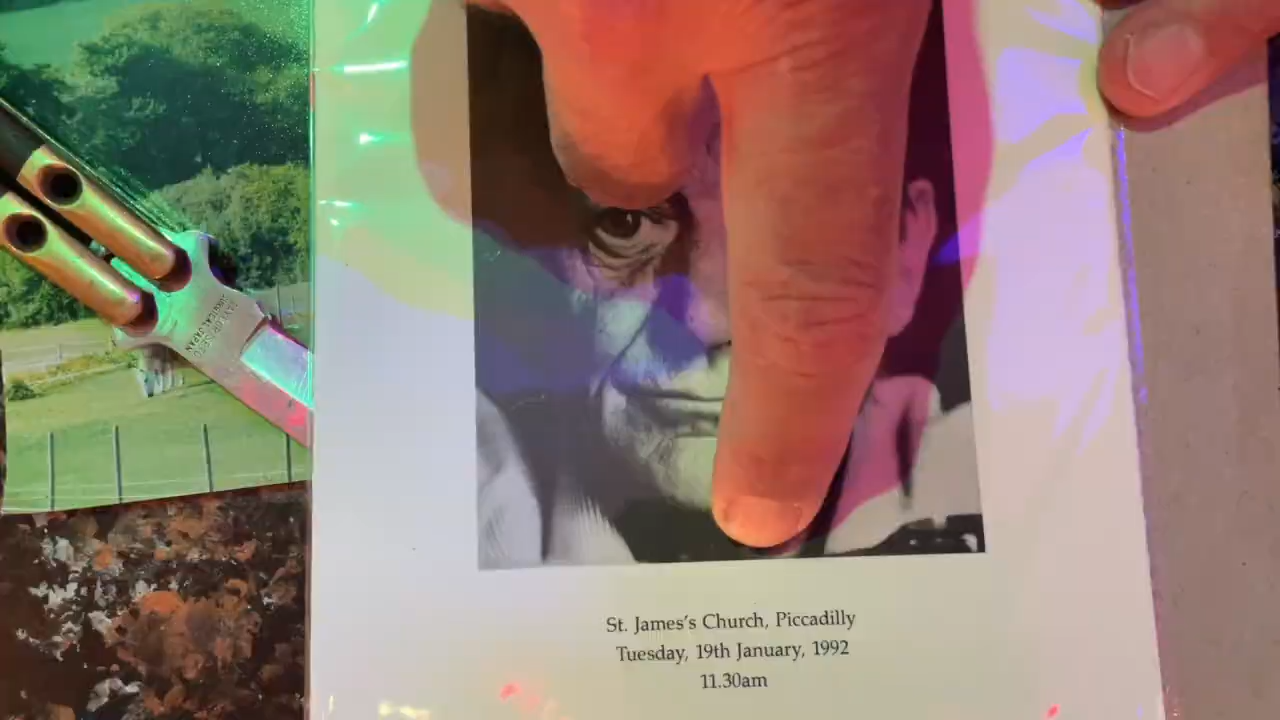 St. James's Church, Piccadilly
Tuesday, 19th January, 1992
11.30am